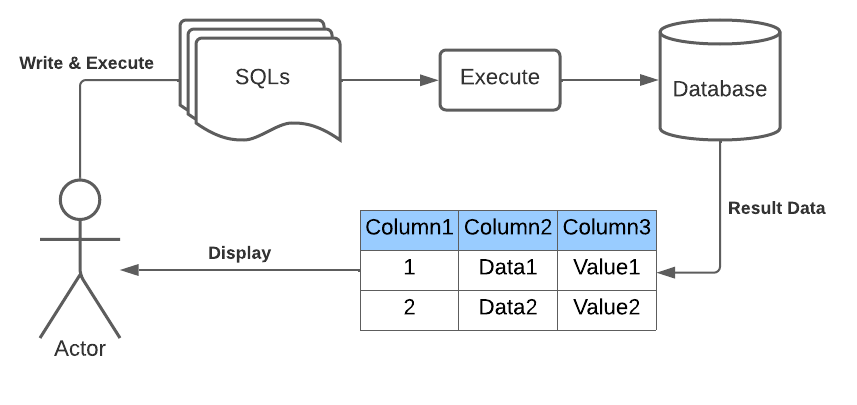 Write & Execute
SQLs
Execute
Database
Result Data
Column1 Column2 Column3
1 Data1 Value1
2 Data2 Value2
Display
Actor